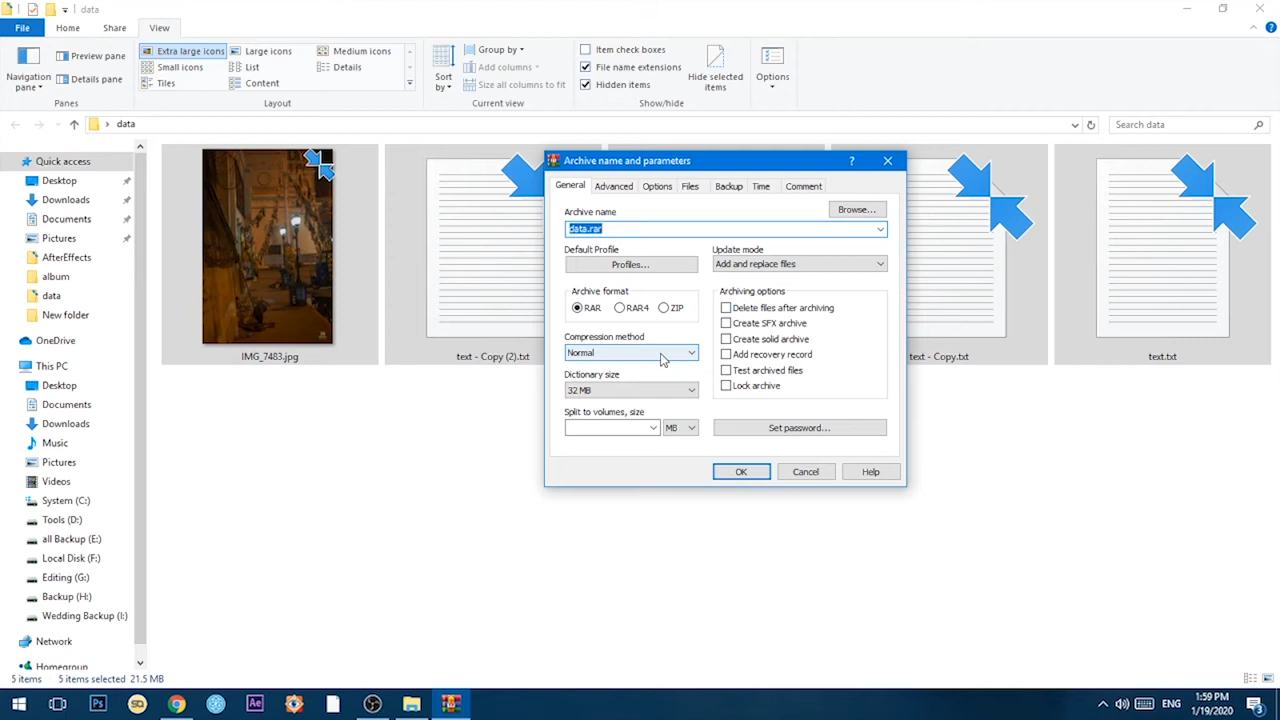 data
File
Home
Share
View
Navigation pane
Preview pane
Details pane
Panes
Extra large icons
Large icons
Medium icons
Small icons
List
Details
Tiles
Content
Layout
Sort by
Group by
Add columns
Size all columns to fit
Current view
Item check boxes
File name extensions
Hidden items
Hide selected items
Show/hide
Options
data
Search data
Quick access
Desktop
Downloads
Documents
Pictures
AfterEffects
album
data
New folder
OneDrive
This PC
Desktop
Documents
Downloads
Music
Pictures
Videos
System (C:)
Tools (D:)
all Backup (E:)
Local Disk (F:)
Editing (G:)
Backup (H:)
Wedding Backup (I:)
Network
Homegroup
IMG_7483.jpg
text - Copy (2).txt
- Copy.txt
text.txt
Archive name and parameters
?
General
Advanced
Options
Files
Backup
Time
Comment
Archive name
Browse...
data.rar
Default Profile
Profiles...
Update mode
Add and replace files
Archive format
RAR
RAR4
ZIP
Compression method
Normal
Dictionary size
32 MB
Split to volumes, size
MB
Archiving options
Delete files after archiving
Create SFX archive
Create solid archive
Add recovery record
Test archived files
Lock archive
Set password...
OK
Cancel
Help
5 items
5 items selected 21.5 MB
Ps
Ae
ENG
1:59 PM
1/19/2020
3